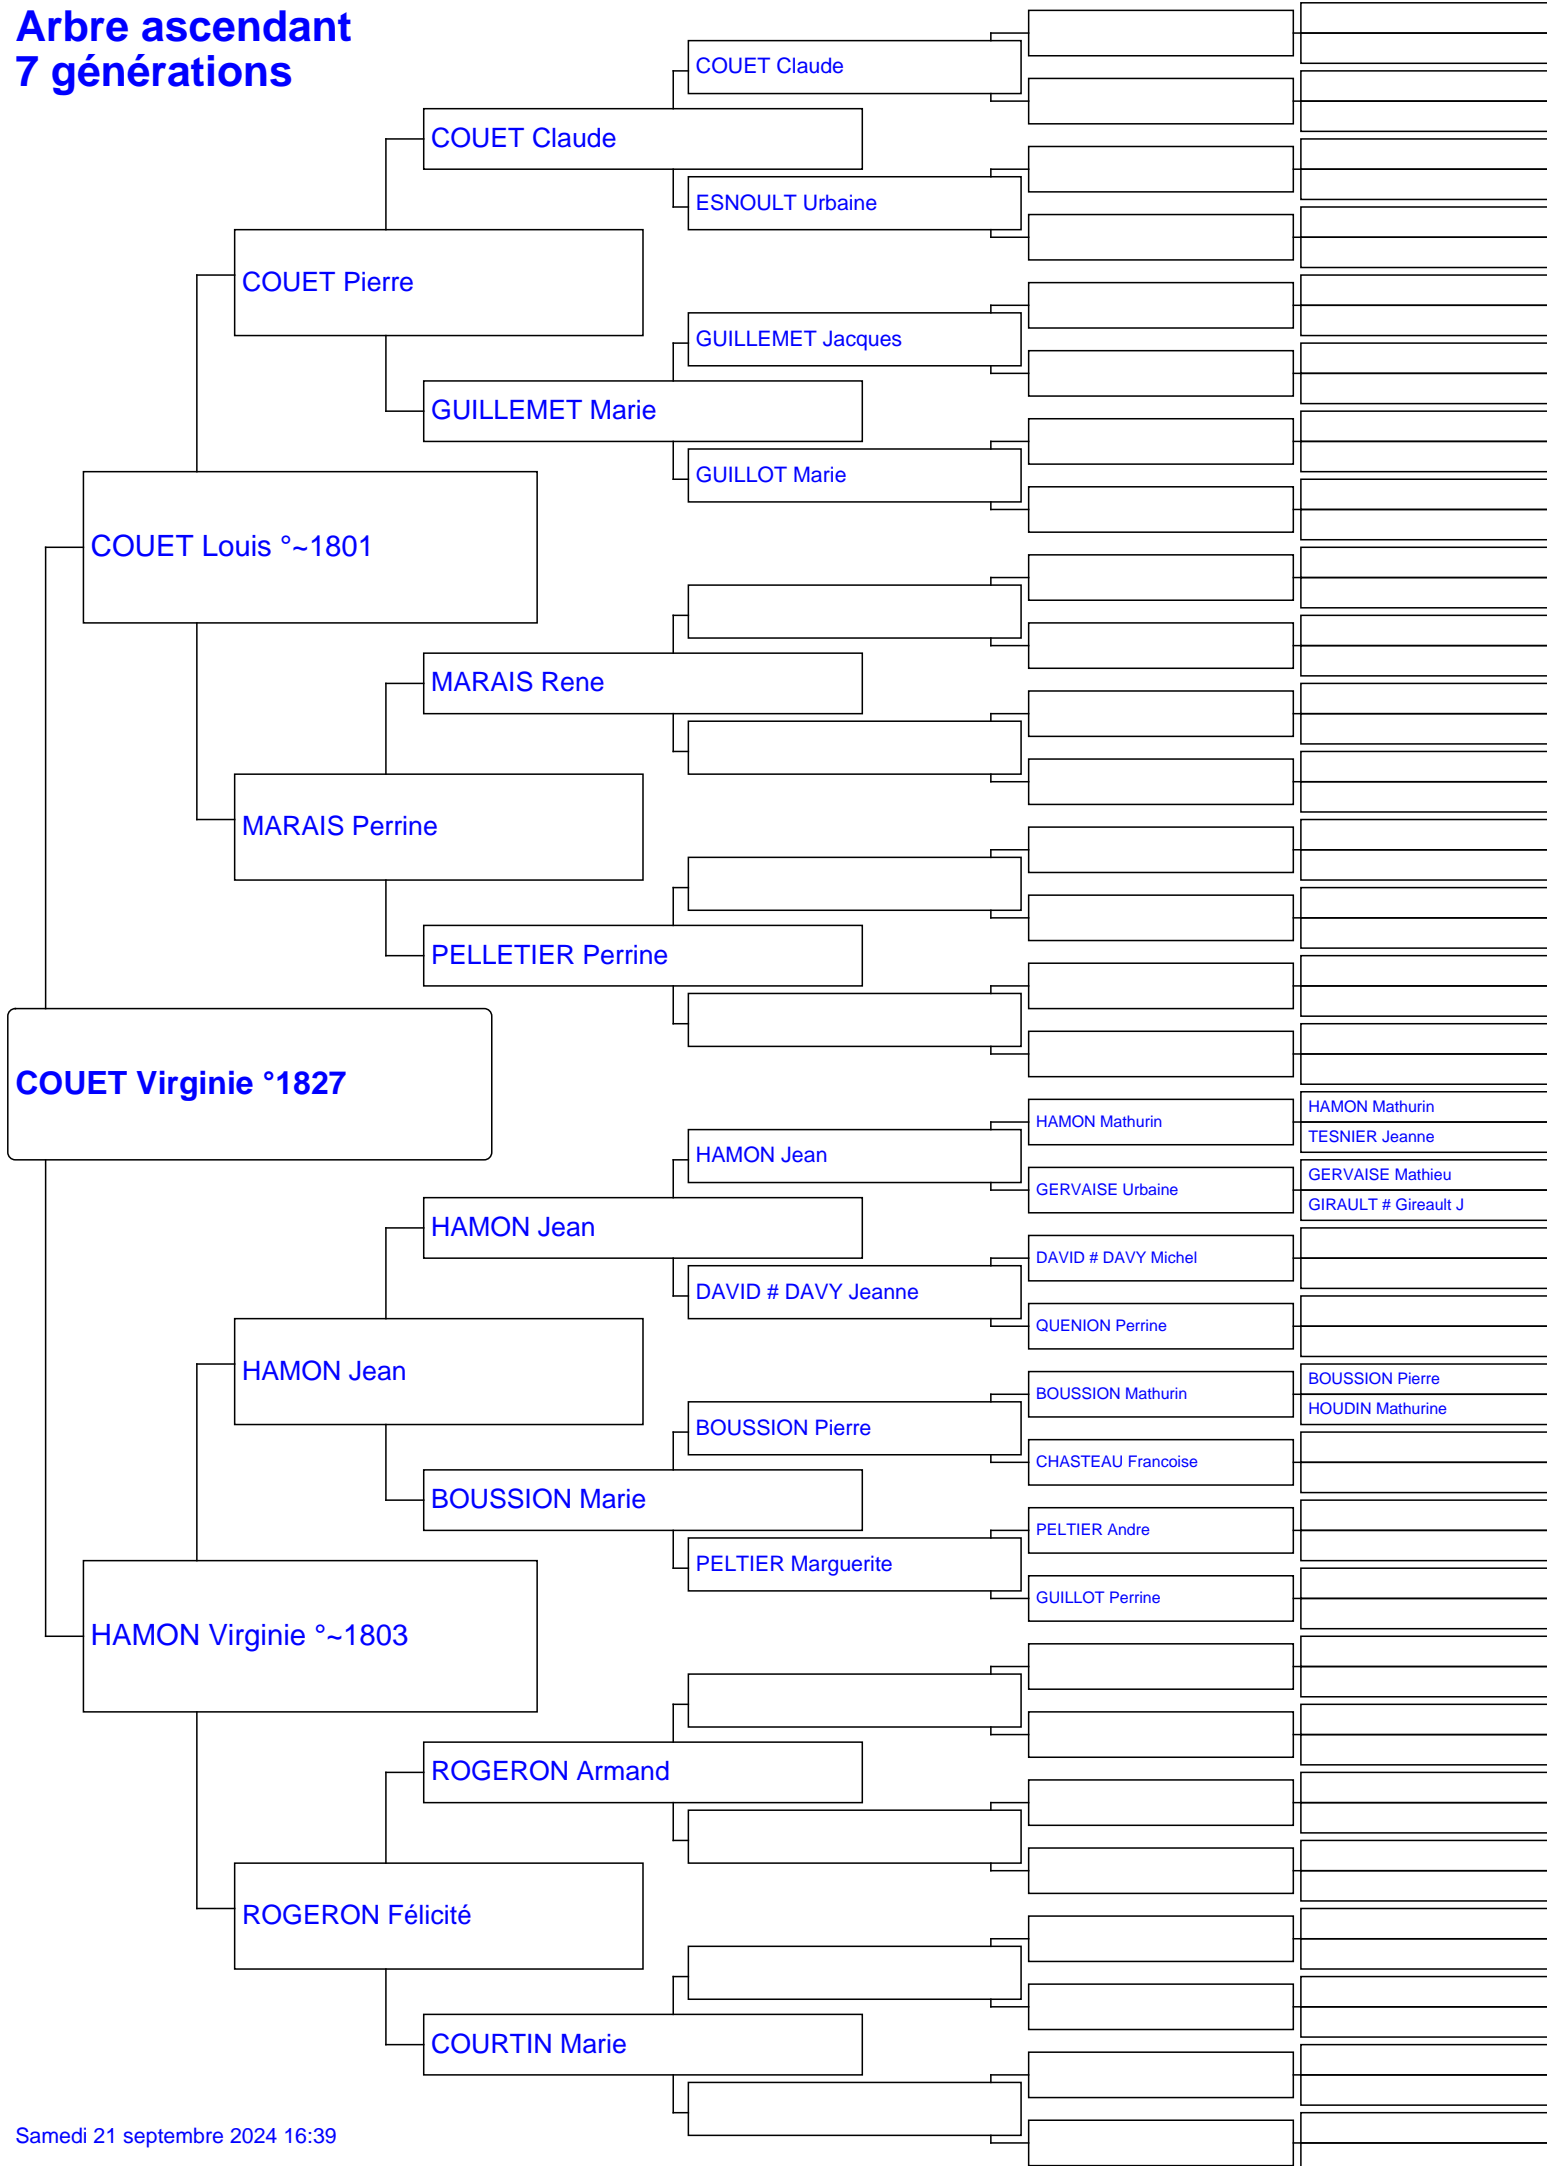 Arbre ascendant
7 générations
COUET Claude
COUET Claude
ESNOULT Urbaine
COUET Pierre
GUILLEMET Jacques
GUILLEMET Marie
GUILLOT Marie
COUET Louis °~1801
MARAIS Rene
MARAIS Perrine
PELLETIER Perrine
COUET Virginie °1827
HAMON Mathurin
HAMON Mathurin
TESNIER Jeanne
HAMON Jean
GERVAISE Mathieu
GERVAISE Urbaine
GIRAULT # Gireault J
HAMON Jean
DAVID # DAVY Michel
DAVID # DAVY Jeanne
QUENION Perrine
HAMON Jean
BOUSSION Pierre
BOUSSION Mathurin
HOUDIN Mathurine
BOUSSION Pierre
CHASTEAU Francoise
BOUSSION Marie
PELTIER Andre
PELTIER Marguerite
GUILLOT Perrine
HAMON Virginie °~1803
ROGERON Armand
ROGERON Félicité
COURTIN Marie
Samedi 21 septembre 2024 16:39